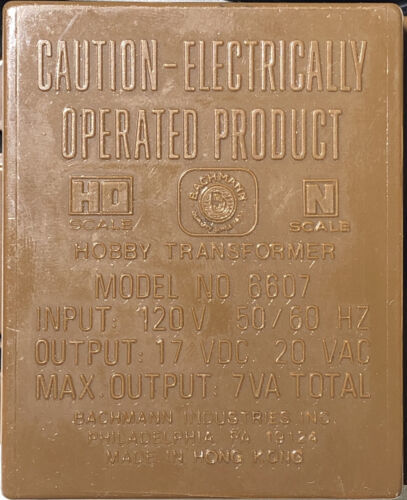 CAUTION-ELECTRICALLY
OPERATED PRODUCT
HO
SCALE
BACHMANN
N
SCALE
HOBBY TRANSFORMER
MODEL NO 6607
INPUT: 120V 50/60 HZ
OUTPUT: 17 VDC. 20 VAC
MAX. OUTPUT: 7VA TOTAL
BACHMANN INDUSTRIES INC.
PHILADELPHIA PA 19124
MADE IN HONG KONG